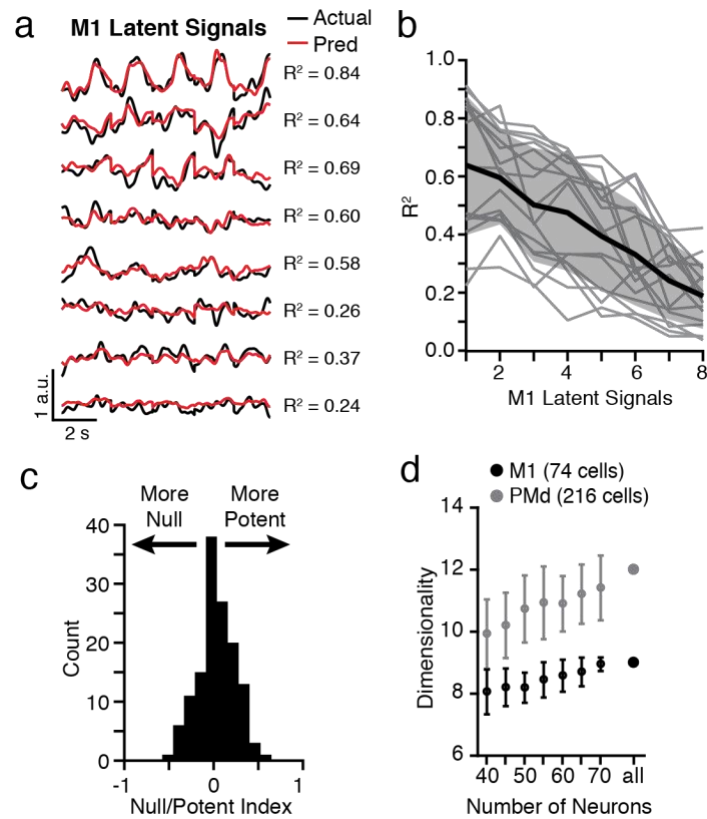 a
M1 Latent Signals
Actual
Pred
R² = 0.84
R² = 0.64
R² = 0.69
R² = 0.60
R² = 0.58
R² = 0.26
R² = 0.37
R² = 0.24
1 a.u.
2 s
b
R²
1.0
0.8
0.6
0.4
0.2
0.0
2 4 6 8
M1 Latent Signals
c
More Null
More Potent
Count
40
30
20
10
0
-1 0 1
Null/Potent Index
d
M1 (74 cells)
PMd (216 cells)
Dimensionality
14
12
10
8
6
40 50 60 70 all
Number of Neurons